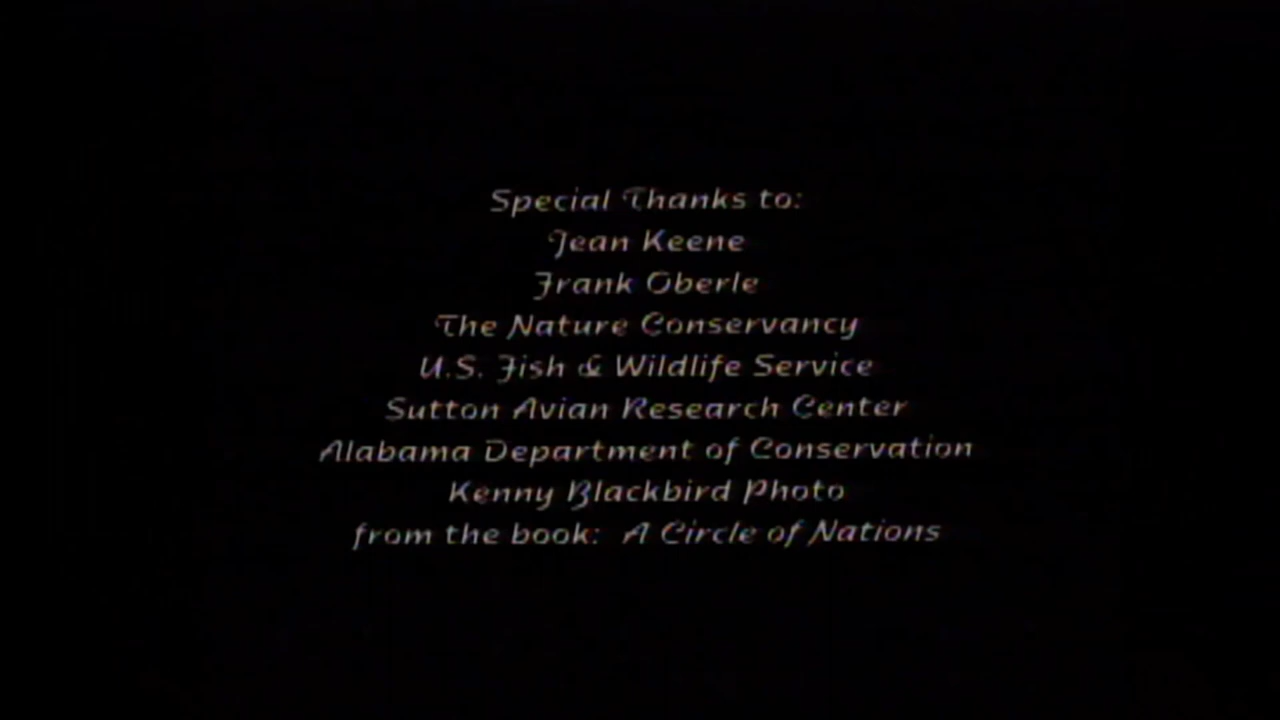 Special Thanks to:
Jean Keene
Frank Oberle
The Nature Conservancy
U.S. Fish & Wildlife Service
Sutton Avian Research Center
Alabama Department of Conservation
Kenny Blackbird Photo
from the book: A Circle of Nations